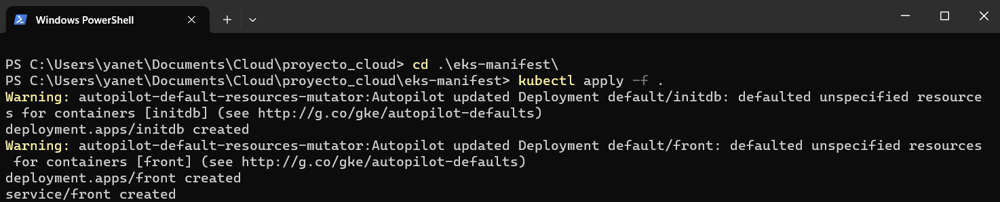 Windows PowerShell
PS C:\Users\yanet\Documents\Cloud\proyecto_cloud> cd .\eks-manifest\
PS C:\Users\yanet\Documents\Cloud\proyecto_cloud\eks-manifest> kubectl apply -f .
Warning: autopilot-default-resources-mutator:Autopilot updated Deployment default/initdb: defaulted unspecified resource
s for containers [initdb] (see http://g.co/gke/autopilot-defaults)
deployment.apps/initdb created
Warning: autopilot-default-resources-mutator:Autopilot updated Deployment default/front: defaulted unspecified resources
 for containers [front] (see http://g.co/gke/autopilot-defaults)
deployment.apps/front created
service/front created